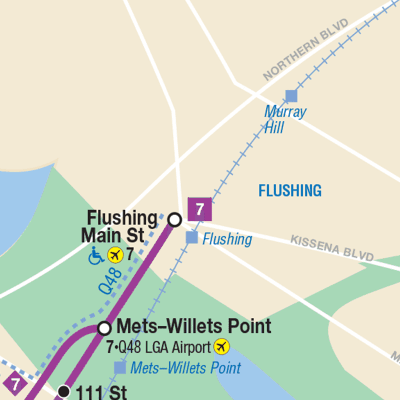 NORTHERN BLVD
Murray
Hill
FLUSHING
Flushing
Main St
7
7
Flushing
KISSENA BLVD
Q48
Mets–Willets Point
7•Q48 LGA Airport
Mets–Willets Point
7
111 St